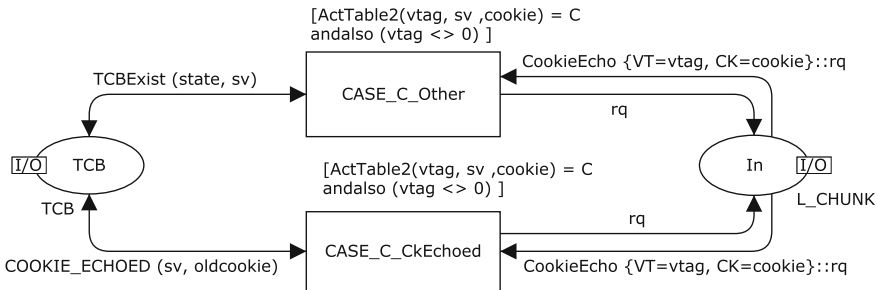 [ActTable2(vtag, sv ,cookie) = C
andalso (vtag <> 0) ]
CookieEcho {VT=vtag, CK=cookie}::rq
TCBExist (state, sv)
CASE_C_Other
rq
I/O
TCB
In
I/O
[ActTable2(vtag, sv ,cookie) = C
andalso (vtag <> 0) ]
L_CHUNK
TCB
rq
CASE_C_CkEchoed
COOKIE_ECHOED (sv, oldcookie)
CookieEcho {VT=vtag, CK=cookie}::rq